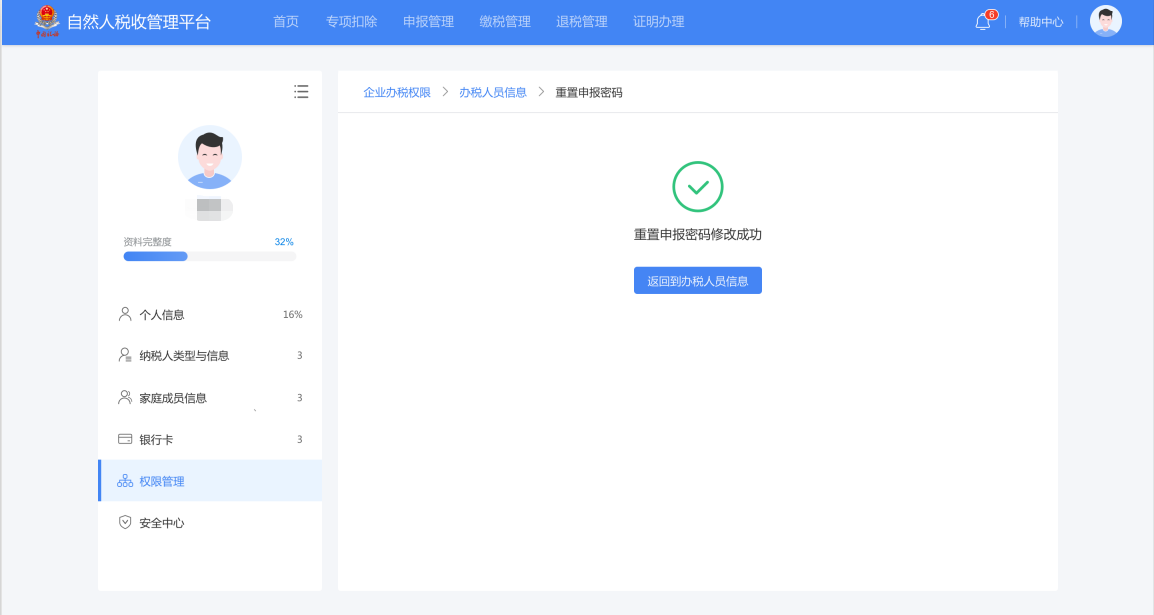 自然人税收管理平台 首页 专项扣除 申报管理 缴税管理 退税管理 证明办理 6 帮助中心
企业办税权限 > 办税人员信息 > 重置申报密码
重置申报密码修改成功
返回到办税人员信息
资料完整度 32%
个人信息 16%
纳税人类型与信息 3
家庭成员信息 3
银行卡 3
权限管理
安全中心